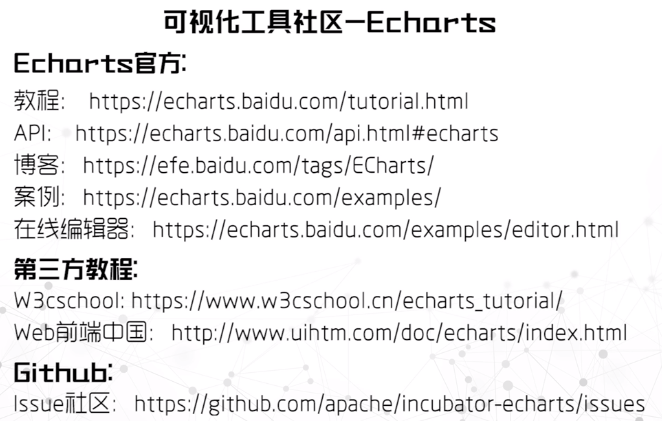 可视化工具社区—Echarts
Echarts官方:
教程: https://echarts.baidu.com/tutorial.html
API: https://echarts.baidu.com/api.html#echarts
博客: https://efe.baidu.com/tags/ECharts/
案例: https://echarts.baidu.com/examples/
在线编辑器: https://echarts.baidu.com/examples/editor.html
第三方教程:
W3cschool: https://www.w3cschool.cn/echarts_tutorial/
Web前端中国: http://www.uihtm.com/doc/echarts/index.html
Github:
Issue社区: https://github.com/apache/incubator-echarts/issues